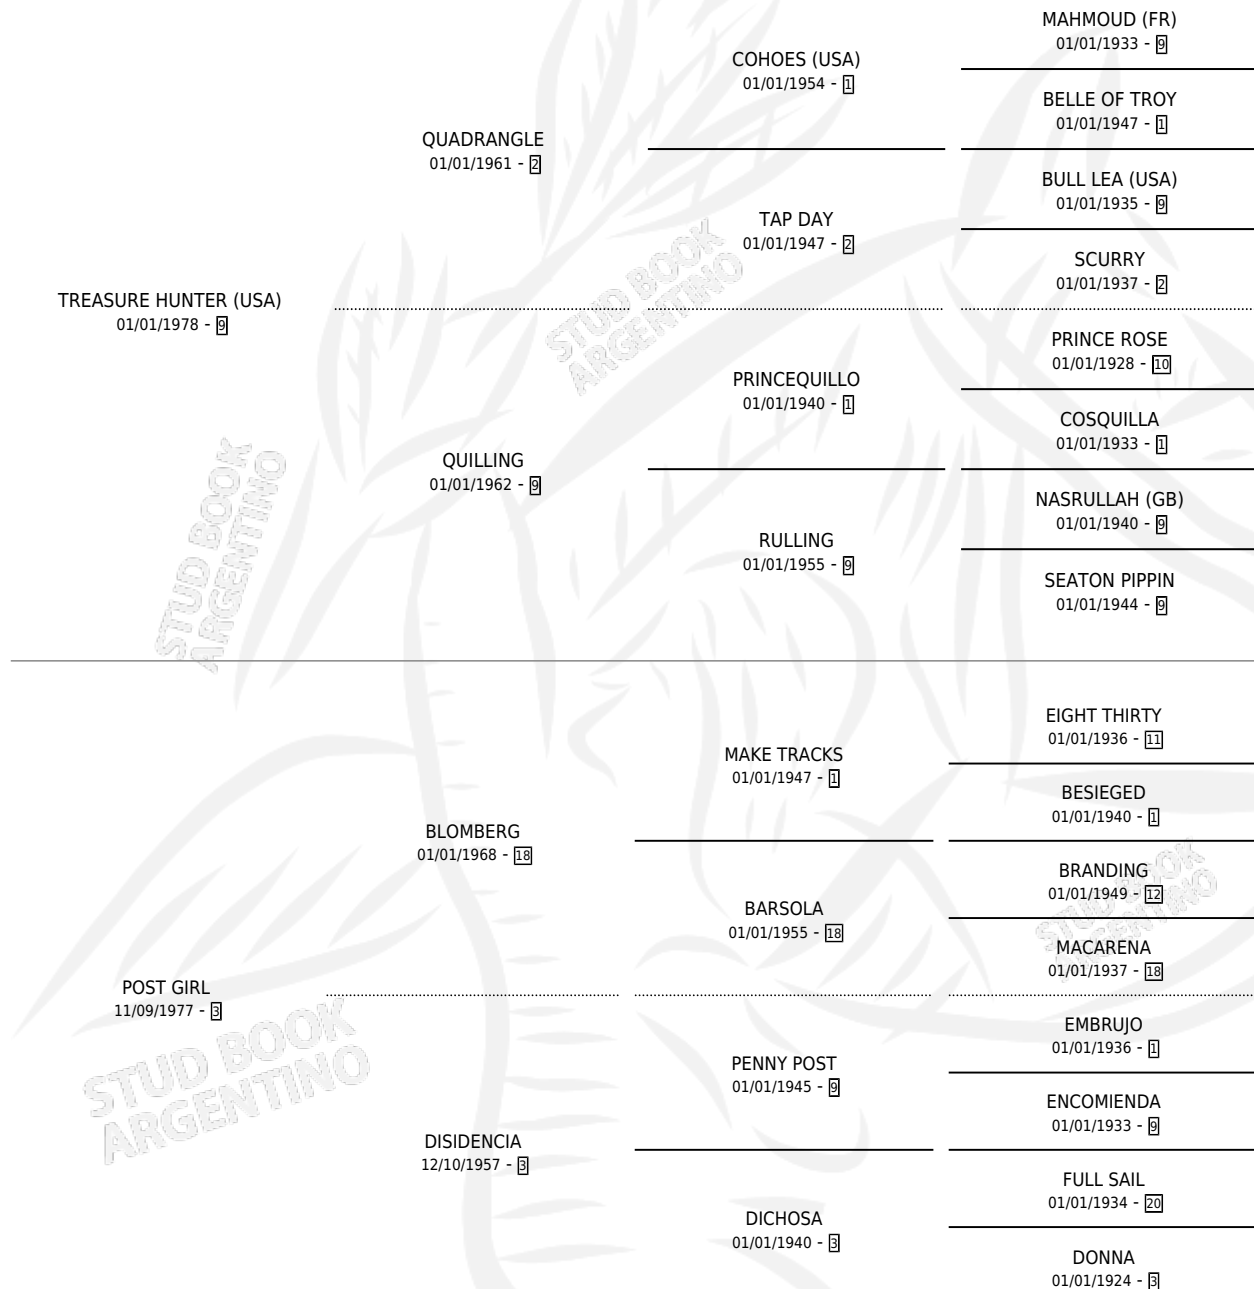 MAHMOUD (FR)
01/01/1933 - 9
COHOES (USA)
01/01/1954 - 1
BELLE OF TROY
01/01/1947 - 1
QUADRANGLE
01/01/1961 - 2
BULL LEA (USA)
01/01/1935 - 9
TAP DAY
01/01/1947 - 2
SCURRY
01/01/1937 - 2
TREASURE HUNTER (USA)
01/01/1978 - 9
PRINCE ROSE
01/01/1928 - 10
PRINCEQUILLO
01/01/1940 - 1
COSQUILLA
01/01/1933 - 1
QUILLING
01/01/1962 - 9
NASRULLAH (GB)
01/01/1940 - 9
RULLING
01/01/1955 - 9
SEATON PIPPIN
01/01/1944 - 9
EIGHT THIRTY
01/01/1936 - 11
MAKE TRACKS
01/01/1947 - 1
BESIEGED
01/01/1940 - 1
BLOMBERG
01/01/1968 - 18
BRANDING
01/01/1949 - 12
BARSOLA
01/01/1955 - 18
MACARENA
01/01/1937 - 18
POST GIRL
11/09/1977 - 3
EMBRUJO
01/01/1936 - 1
PENNY POST
01/01/1945 - 9
ENCOMIENDA
01/01/1933 - 9
DISIDENCIA
12/10/1957 - 3
FULL SAIL
01/01/1934 - 20
DICHOSA
01/01/1940 - 3
DONNA
01/01/1924 - 3
STUD BOOK
ARGENTINO
STUD BOOK
ARGENTINO
STUD BOOK
ARGENTINO
STUD BOOK
ARGENTINO